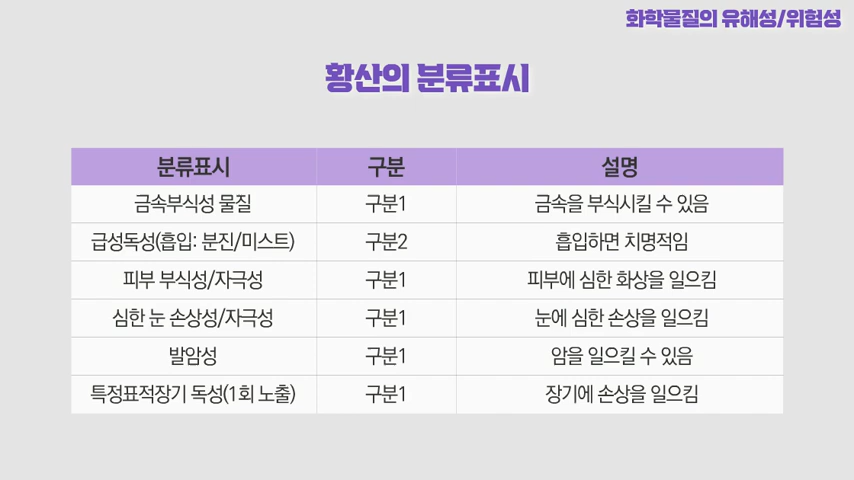 화학물질의 유해성/위험성
황산의 분류표시
분류표시 구분 설명
금속부식성 물질 구분1 금속을 부식시킬 수 있음
급성독성(흡입: 분진/미스트) 구분2 흡입하면 치명적임
피부 부식성/자극성 구분1 피부에 심한 화상을 일으킴
심한 눈 손상성/자극성 구분1 눈에 심한 손상을 일으킴
발암성 구분1 암을 일으킬 수 있음
특정표적장기 독성(1회 노출) 구분1 장기에 손상을 일으킴